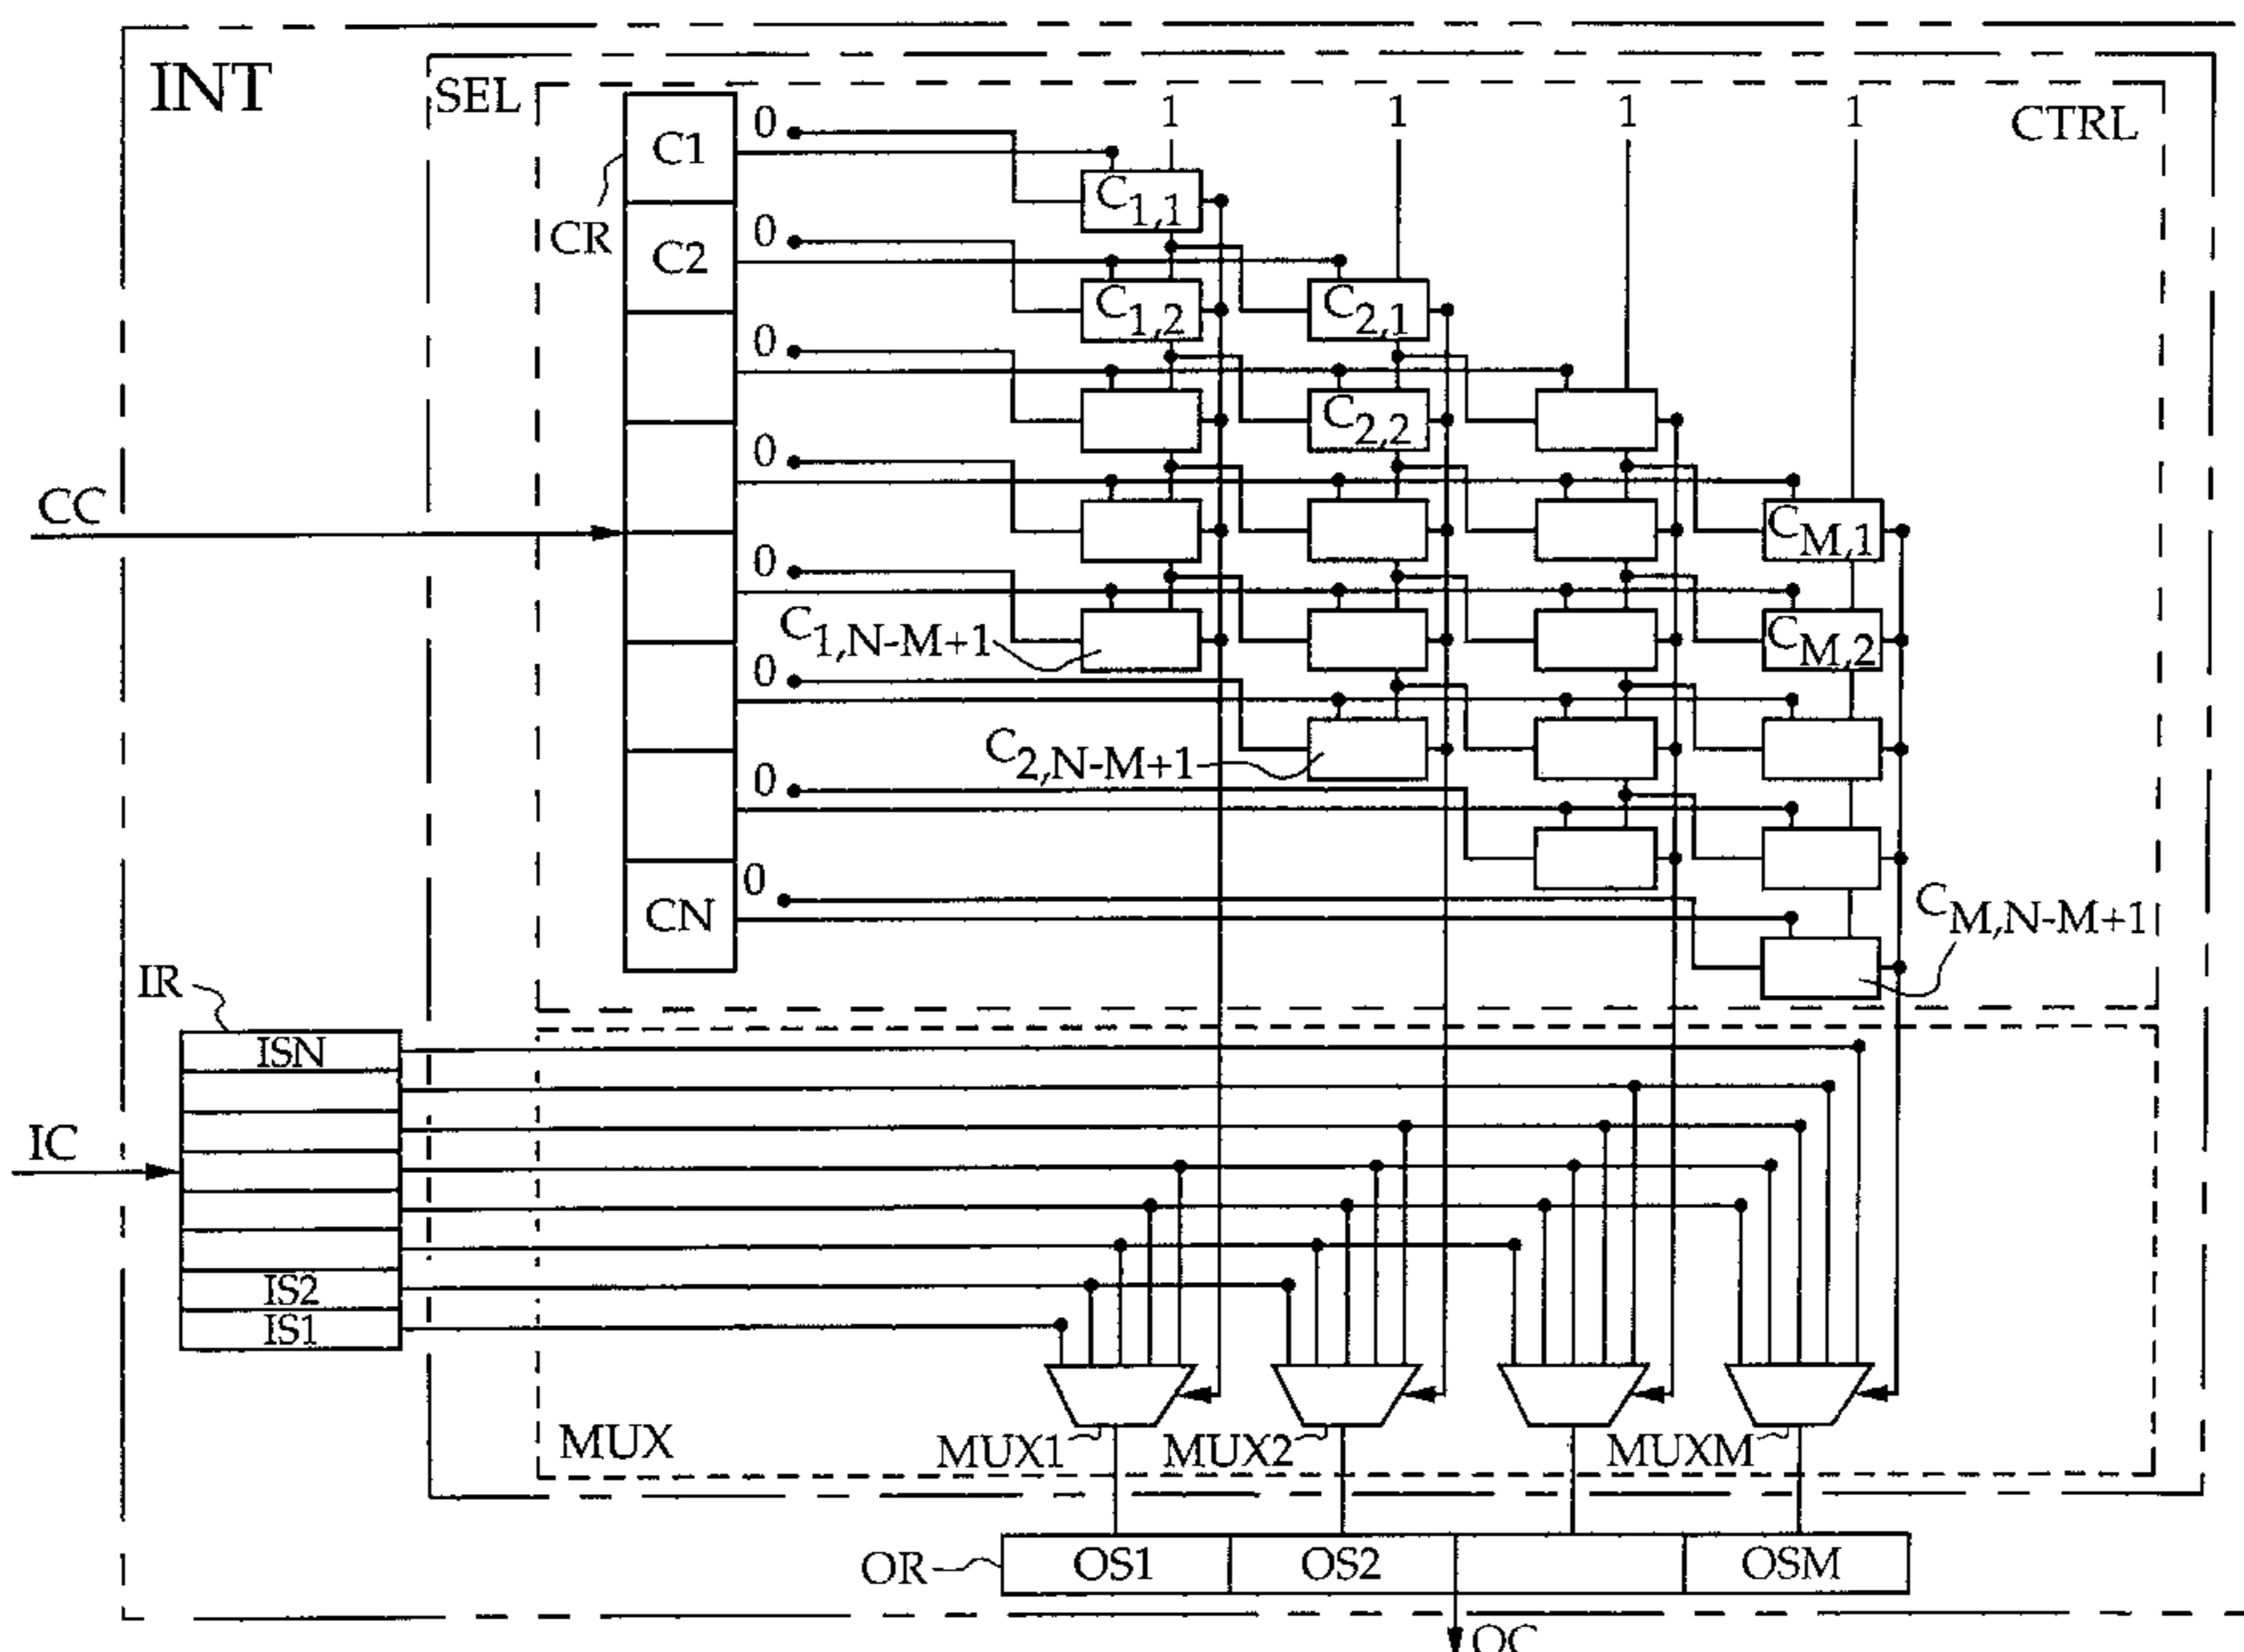 INT
SEL
1 1 1 1
CTRL
C1
0
C1,1
CR
C2
0
C1,2
C2,1
0
C2,2
0
CC
CM,1
0
C1,N-M+1
CM,2
0
C2,N-M+1
0
CN
0
CM,N-M+1
IR
ISN
IC
IS2
IS1
MUX
MUX1
MUX2
MUXM
OR
OS1
OS2
OSM
OC